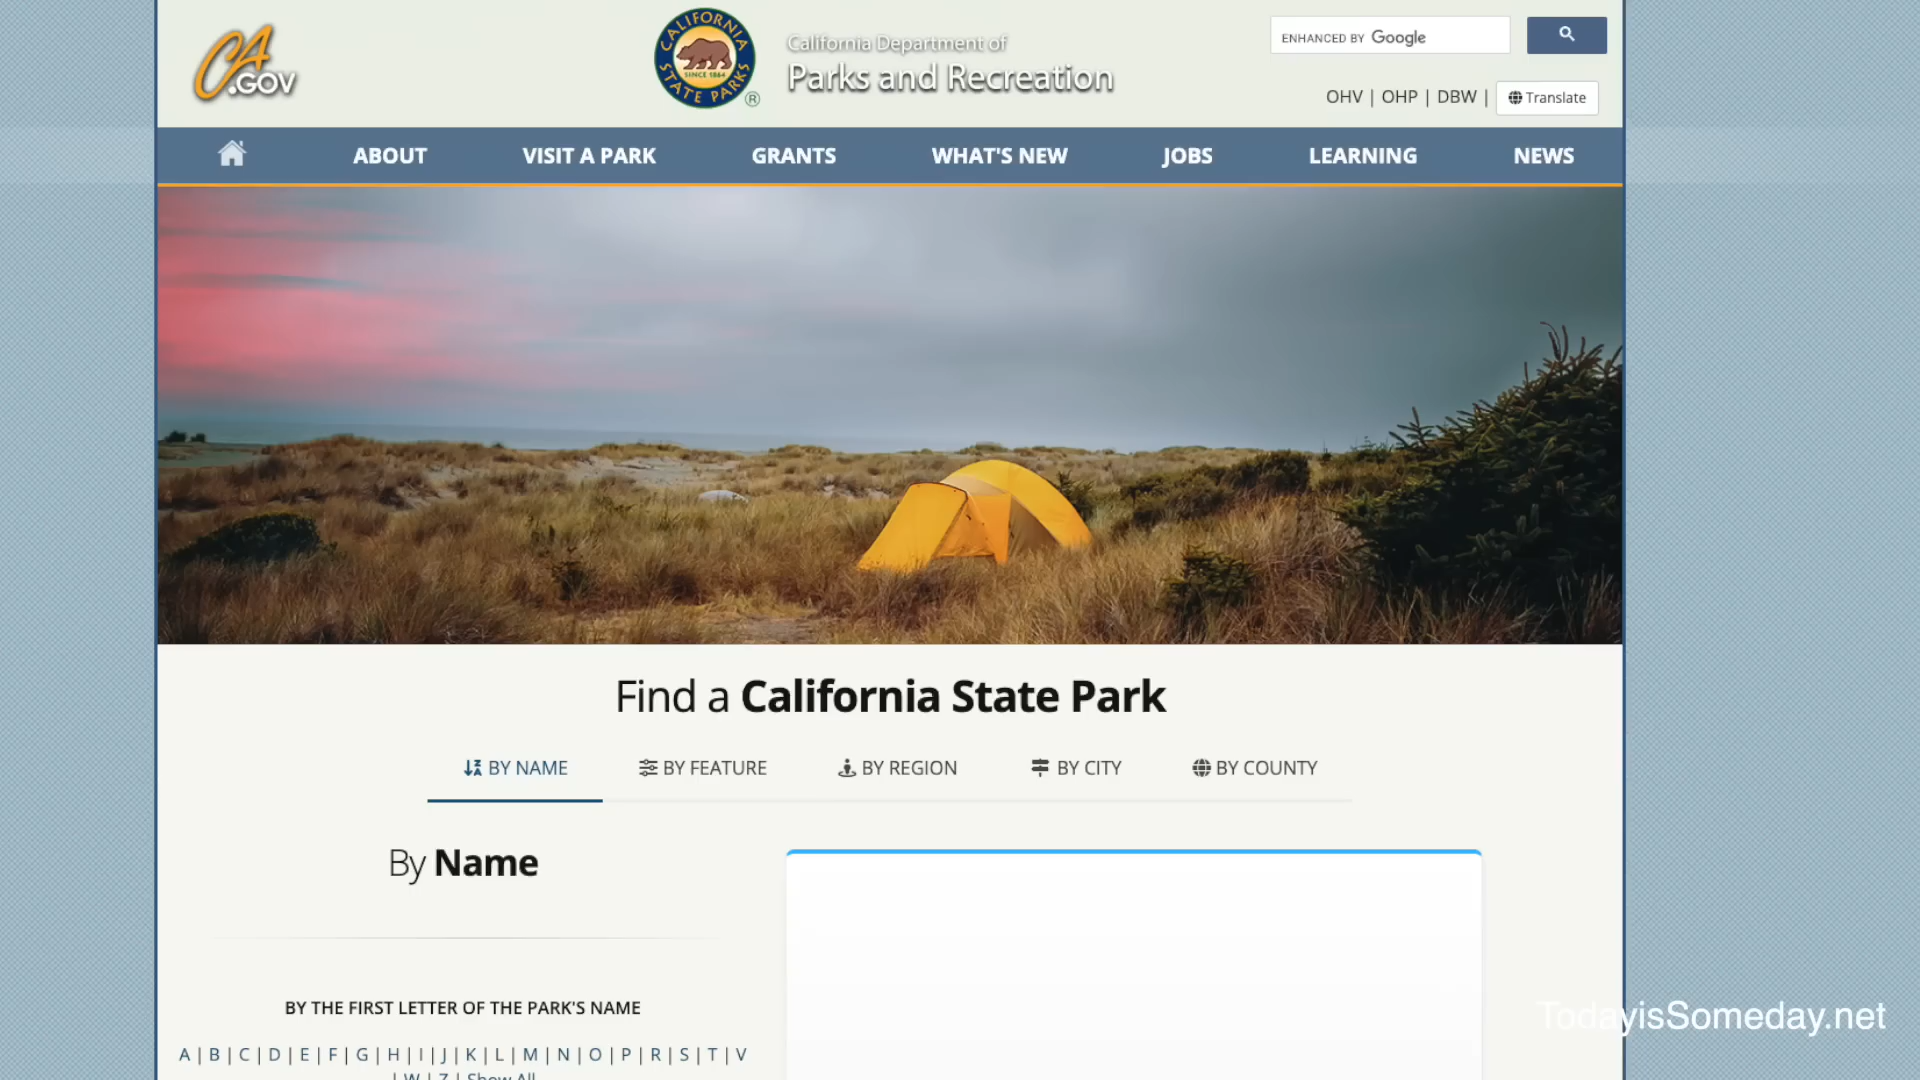 CA
.GOV
CALIFORNIA
SINCE 1864
STATE PARKS
®
California Department of
Parks and Recreation
ENHANCED BY Google
OHV | OHP | DBW |
Translate
ABOUT
VISIT A PARK
GRANTS
WHAT'S NEW
JOBS
LEARNING
NEWS
Find a California State Park
BY NAME
BY FEATURE
BY REGION
BY CITY
BY COUNTY
By Name
BY THE FIRST LETTER OF THE PARK'S NAME
A | B | C | D | E | F | G | H | I | J | K | L | M | N | O | P | R | S | T | V
| W | Z | Show All
TodayisSomeday.net